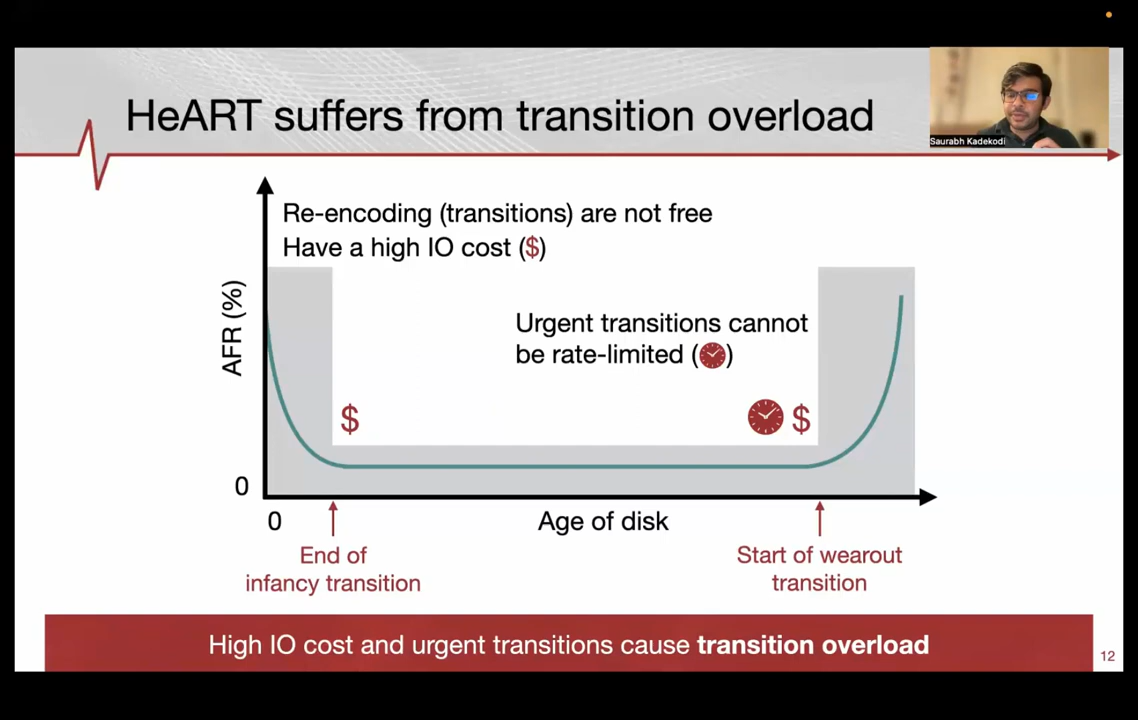 HeART suffers from transition overload
Saurabh Kadekodi
Re-encoding (transitions) are not free
Have a high IO cost ($)
Urgent transitions cannot
be rate-limited ( )
AFR (%)
$
$
0
0
Age of disk
End of
infancy transition
Start of wearout
transition
High IO cost and urgent transitions cause transition overload
12